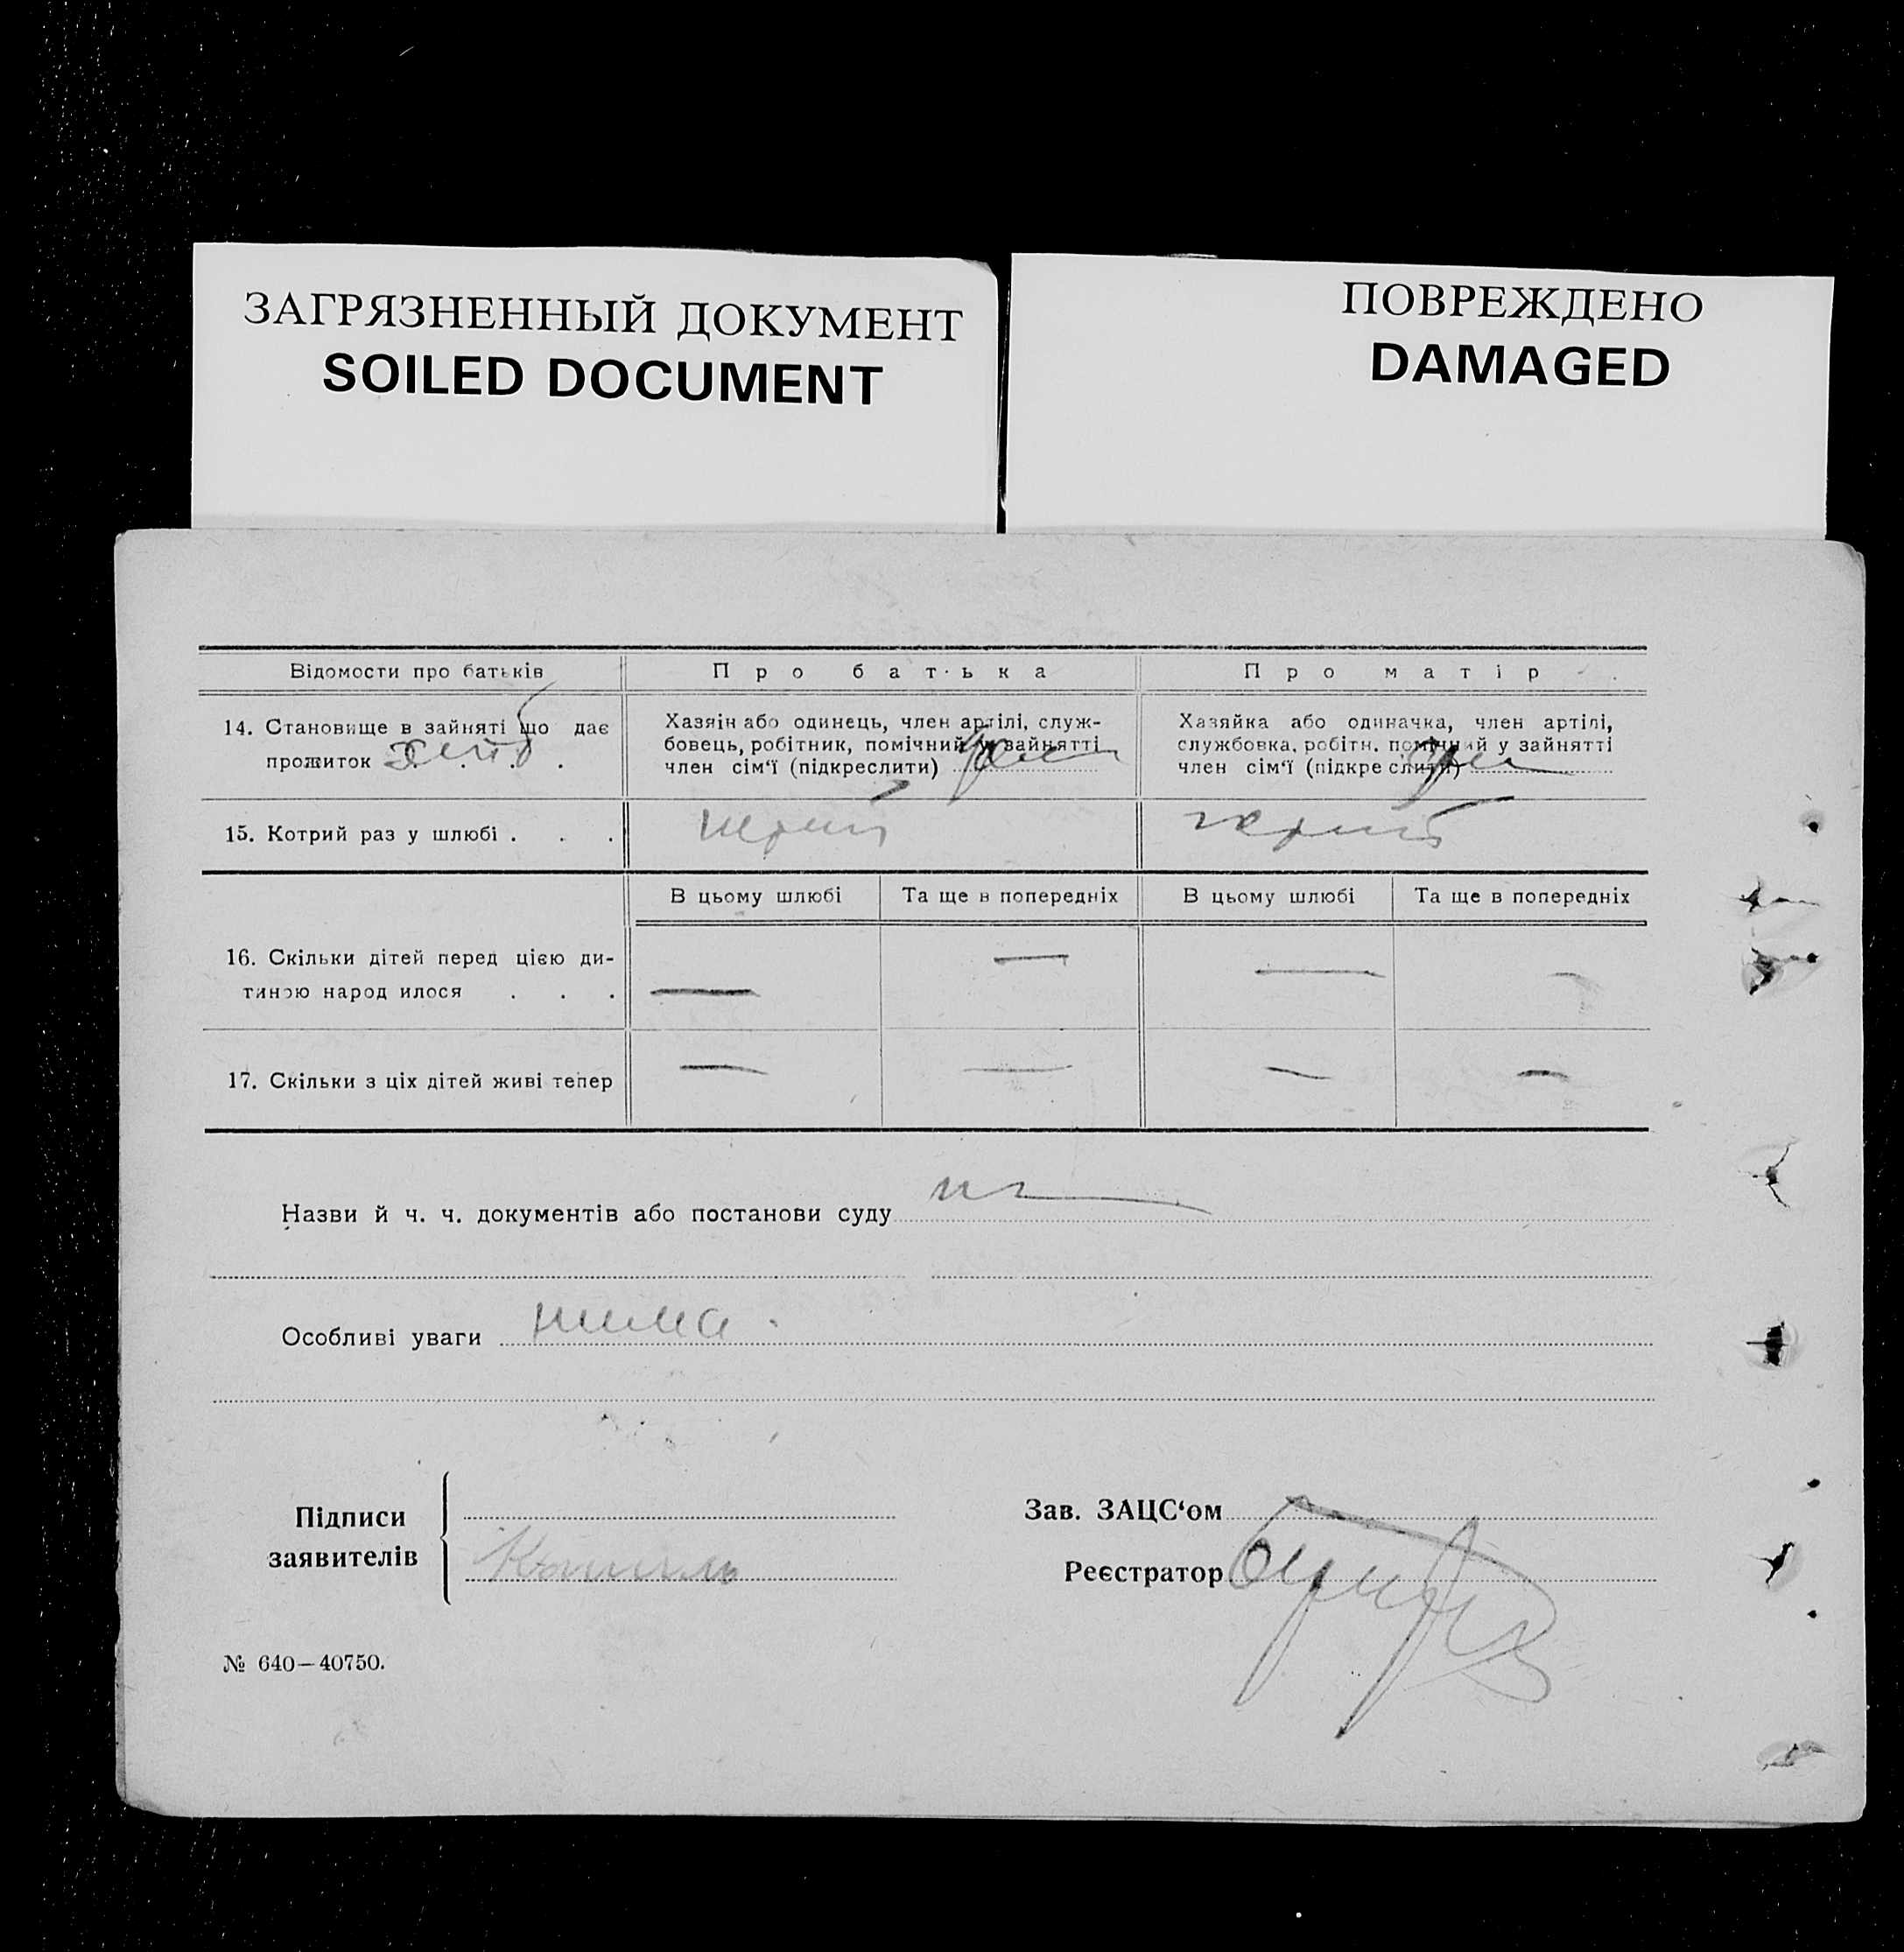 ЗАГРЯЗНЕННЫЙ ДОКУМЕНТ
SOILED DOCUMENT
ПОВРЕЖДЕНО
DAMAGED
Відомости про батьків
Про батька
Про матір
14. Становище в зайняті що дає
прожиток . . . .
Хазяїн або одинець, член артілі, служ-
бовець, робітник, помічний у зайнятті
член сім‘ї (підкреслити)
Хазяйка або одиначка, член артілі,
службовка, робітн. помічний у зайнятті
член сім‘ї (підкреслити)
15. Котрий раз у шлюбі . . .
перший
перший
В цьому шлюбі
Та ще в попередніх
В цьому шлюбі
Та ще в попередніх
16. Скільки дітей перед цією ди-
тиною народилося . . .
— — — —
17. Скільки з ціх дітей живі тепер
— — — —
Назви й ч. ч. документів або постанови суду
Особливі уваги нима.
Підписи
заявителів
Зав. ЗАЦС‘ом
Реєстратор
№ 640—40750.